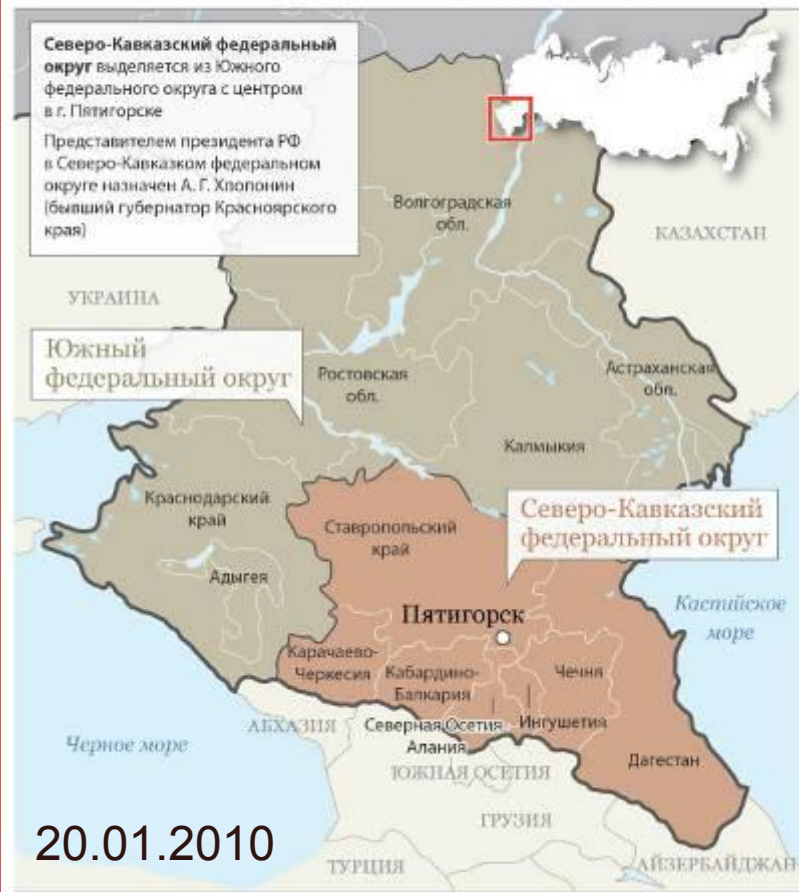 Северо-Кавказский федеральный
округ выделяется из Южного
федерального округа с центром
в г. Пятигорске
Представителем президента РФ
в Северо-Кавказком федеральном
округе назначен А. Г. Хлопонин
(бывший губернатор Красноярского
края)
Волгоградская
обл.
КАЗАХСТАН
УКРАИНА
Южный
федеральный округ
Ростовская
обл.
Астраханская
обл.
Калмыкия
Краснодарский
край
Адыгея
Северо-Кавказский
федеральный округ
Ставропольский
край
Пятигорск
Каспийское
море
Карачаево-
Черкесия
Кабардино-
Балкария
Чечня
Северная Осетия
Алания
Ингушетия
Дагестан
АБХАЗИЯ
Черное море
ЮЖНАЯ ОСЕТИЯ
ГРУЗИЯ
ТУРЦИЯ
АЙЗЕРБАЙДЖАН
20.01.2010